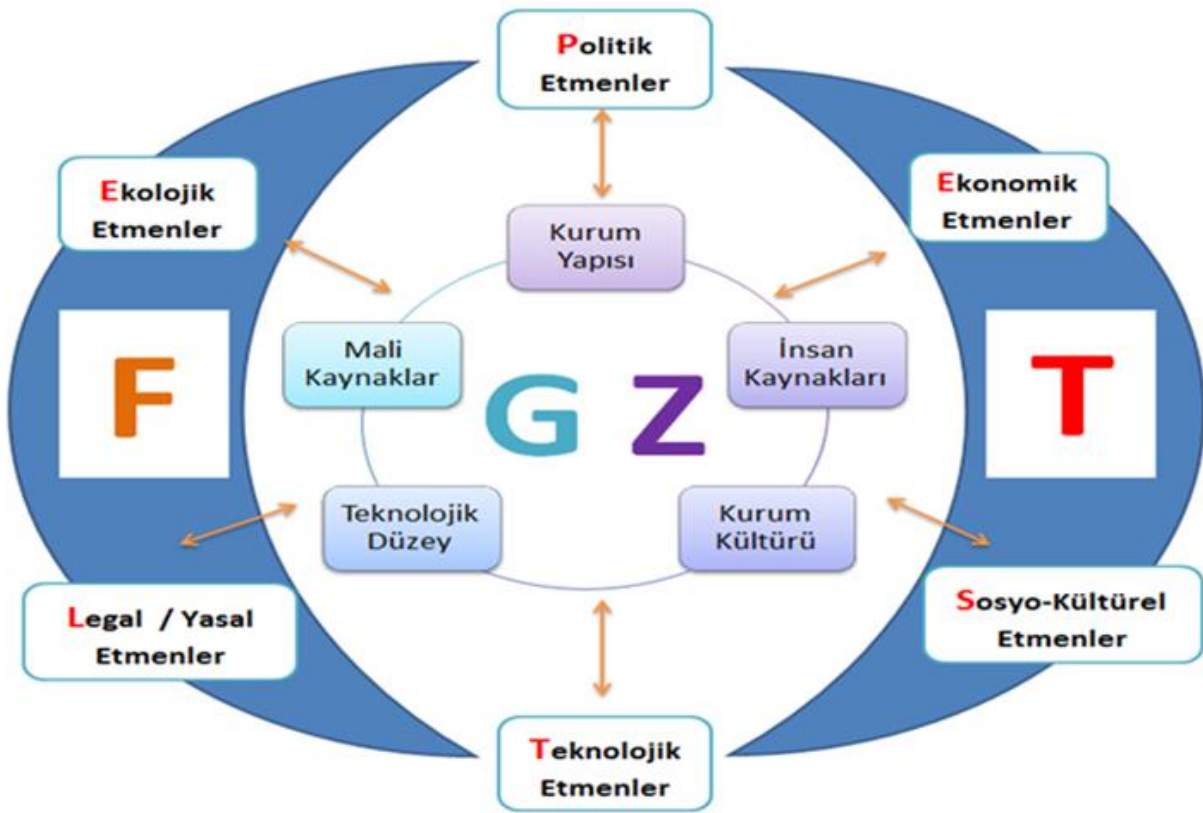 Politik
Etmenler
Ekolojik
Etmenler
Ekonomik
Etmenler
Kurum
Yapısı
Mali
Kaynaklar
İnsan
Kaynakları
F
G Z
T
Teknolojik
Düzey
Kurum
Kültürü
Legal / Yasal
Etmenler
Sosyo-Kültürel
Etmenler
Teknolojik
Etmenler